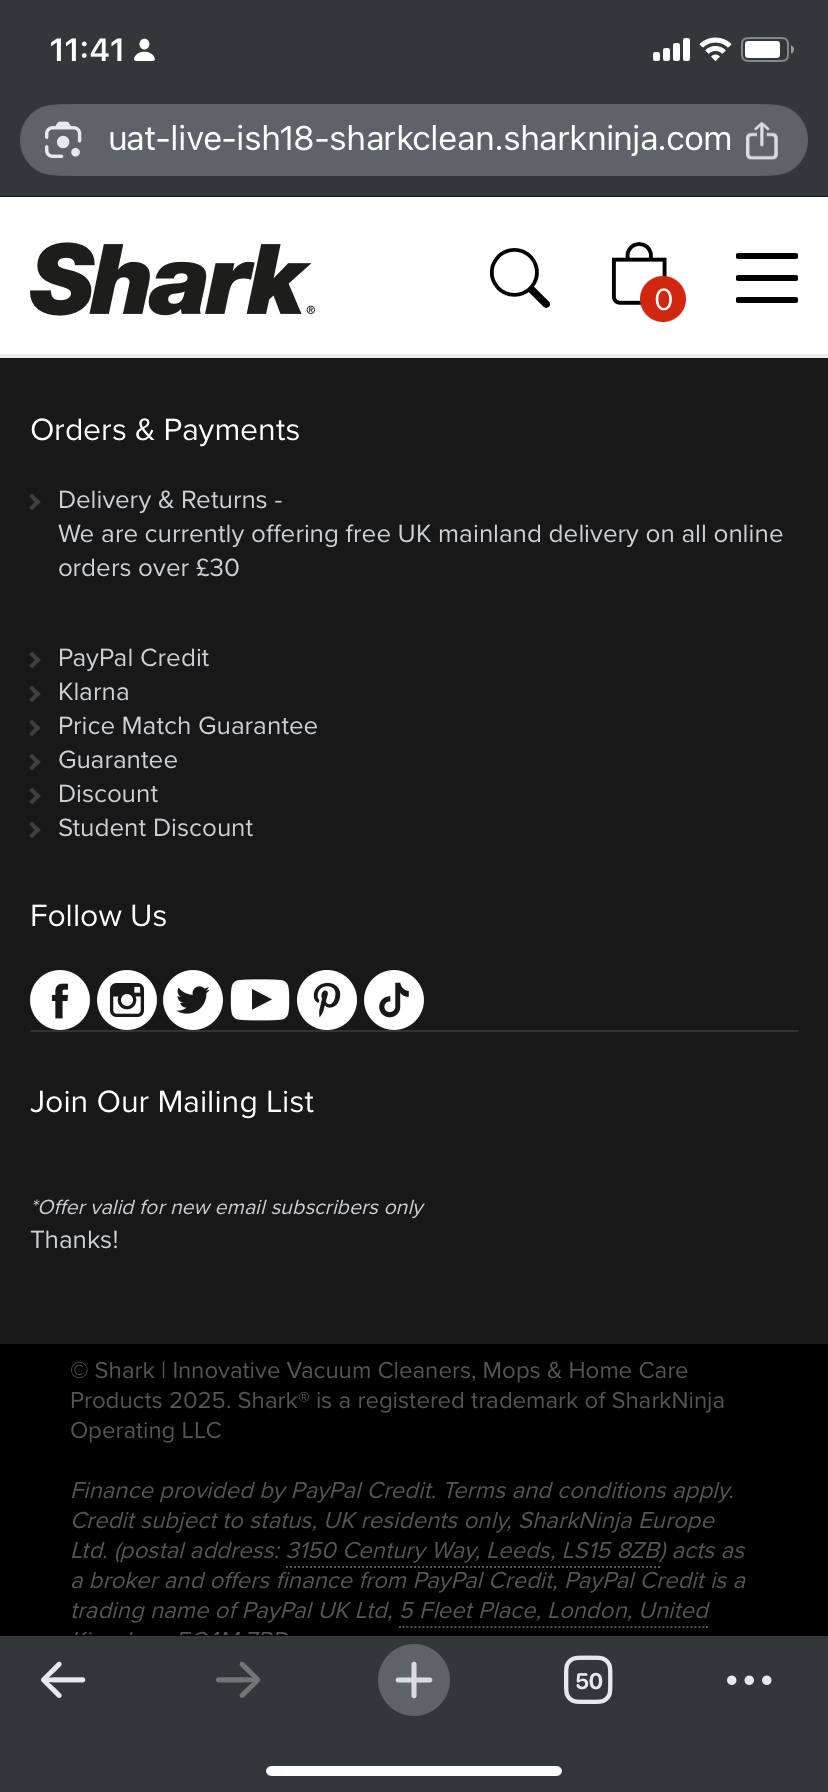 11:41
uat-live-ish18-sharkclean.sharkninja.com
Shark®
0
Orders & Payments
Delivery & Returns -
We are currently offering free UK mainland delivery on all online
orders over £30
PayPal Credit
Klarna
Price Match Guarantee
Guarantee
Discount
Student Discount
Follow Us
Join Our Mailing List
*Offer valid for new email subscribers only
Thanks!
© Shark | Innovative Vacuum Cleaners, Mops & Home Care
Products 2025. Shark® is a registered trademark of SharkNinja
Operating LLC
Finance provided by PayPal Credit. Terms and conditions apply.
Credit subject to status, UK residents only, SharkNinja Europe
Ltd. (postal address: 3150 Century Way, Leeds, LS15 8ZB) acts as
a broker and offers finance from PayPal Credit, PayPal Credit is a
trading name of PayPal UK Ltd, 5 Fleet Place, London, United
50